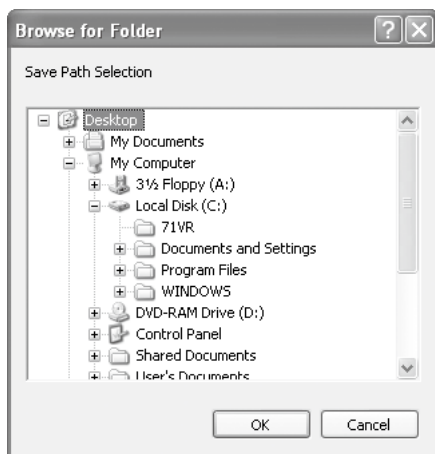 Browse for Folder
Save Path Selection
Desktop
My Documents
My Computer
3½ Floppy (A:)
Local Disk (C:)
71VR
Documents and Settings
Program Files
WINDOWS
DVD-RAM Drive (D:)
Control Panel
Shared Documents
User's Documents
OK Cancel